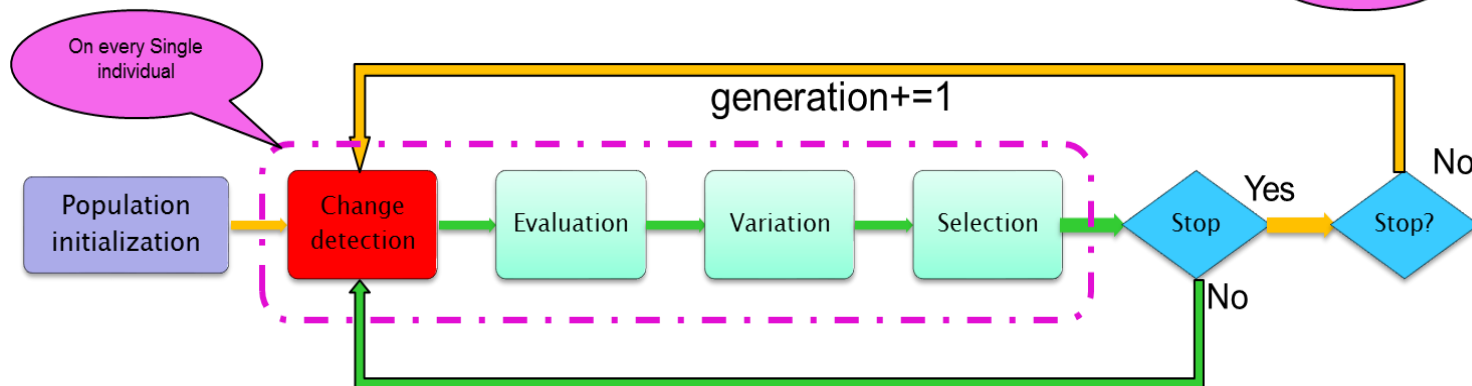 On every Single
individual
generation+=1
Population
initialization
Change
detection
Evaluation
Variation
Selection
Stop
Yes
Stop?
No
No